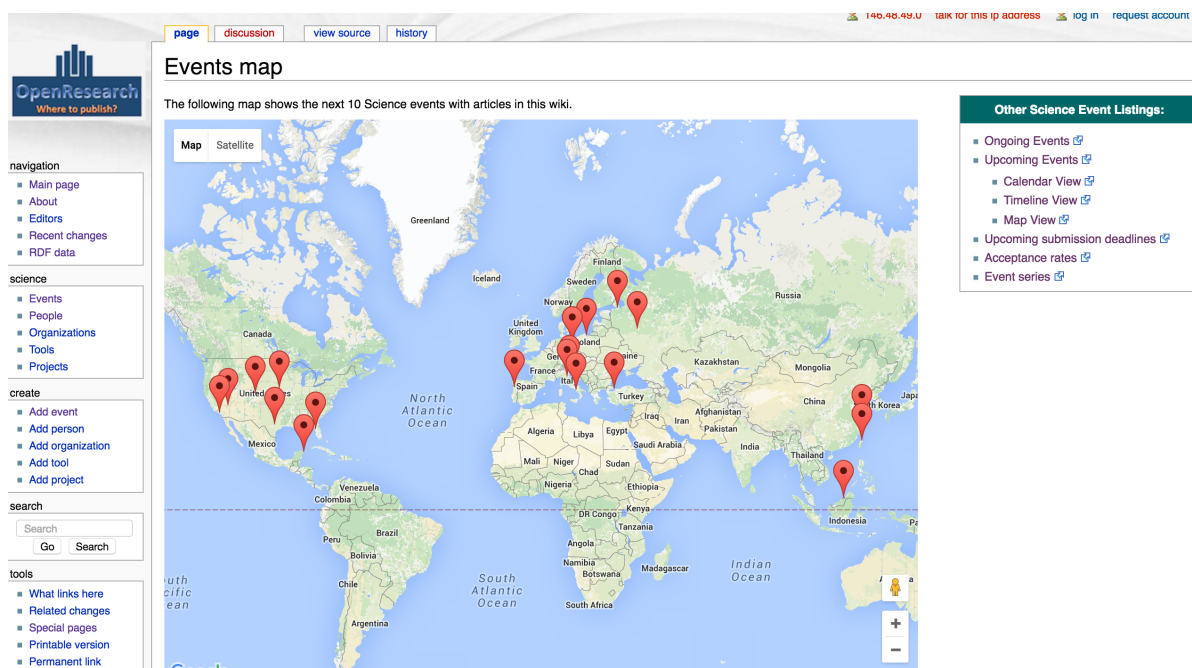 146.48.49.0 talk for this ip address log in request account
page discussion view source history
OpenResearch
Where to publish?
Events map
The following map shows the next 10 Science events with articles in this wiki.
navigation
Main page
About
Editors
Recent changes
RDF data
science
Events
People
Organizations
Tools
Projects
create
Add event
Add person
Add organization
Add tool
Add project
search
Search
Go Search
tools
What links here
Related changes
Special pages
Printable version
Permanent link
Map Satellite
Greenland
Iceland
Finland
Sweden
Norway
Russia
United
Kingdom
Canada
France
Spain
Kazakhstan
Mongolia
Turkey
China
North
Atlantic
Ocean
Iraq
Iran
Afghanistan
Pakistan
Algeria
Libya
Egypt
Saudi Arabia
India
Mexico
Mali
Niger
Chad
Sudan
Thailand
Nigeria
Ethiopia
Venezuela
Colombia
DR Congo
Kenya
Tanzania
Indonesia
Peru
Brazil
Bolivia
Angola
Namibia
Botswana
Madagascar
Indian
Ocean
Chile
South
Atlantic
Ocean
South Africa
Argentina
+
−
Other Science Event Listings:
Ongoing Events
Upcoming Events
Calendar View
Timeline View
Map View
Upcoming submission deadlines
Acceptance rates
Event series